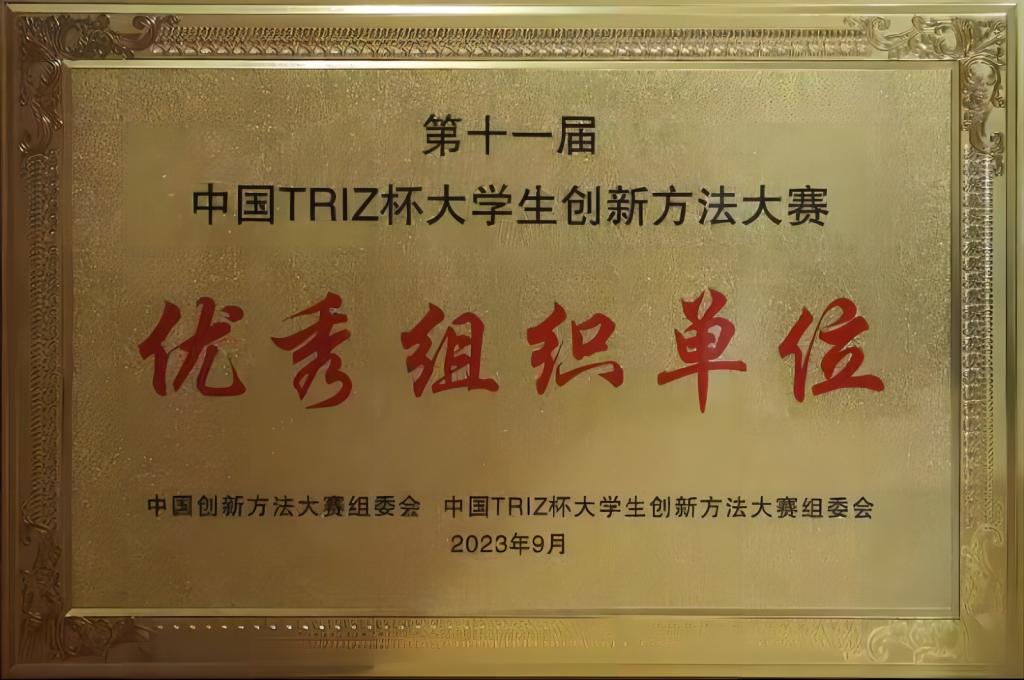 第十一届
中国TRIZ杯大学生创新方法大赛
优秀组织单位
中国创新方法大赛组委会 中国TRIZ杯大学生创新方法大赛组委会
2023年9月